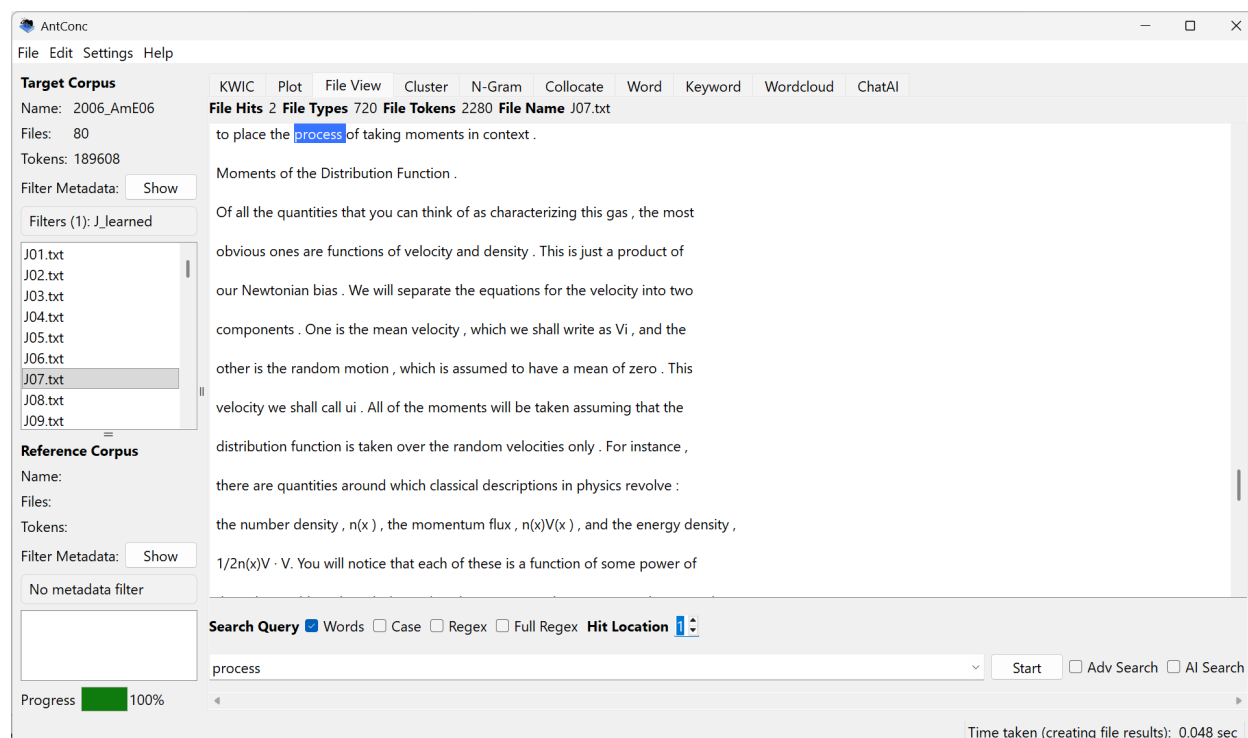 AntConc
File Edit Settings Help
Target Corpus
Name: 2006_AmE06
Files: 80
Tokens: 189608
Filter Metadata: Show
Filters (1): J_learned
J01.txt
J02.txt
J03.txt
J04.txt
J05.txt
J06.txt
J07.txt
J08.txt
J09.txt
Reference Corpus
Name:
Files:
Tokens:
Filter Metadata: Show
No metadata filter
Progress 100%
KWIC Plot File View Cluster N-Gram Collocate Word Keyword Wordcloud ChatAI
File Hits 2 File Types 720 File Tokens 2280 File Name J07.txt
to place the process of taking moments in context .
Moments of the Distribution Function .
Of all the quantities that you can think of as characterizing this gas , the most
obvious ones are functions of velocity and density . This is just a product of
our Newtonian bias . We will separate the equations for the velocity into two
components . One is the mean velocity , which we shall write as Vi , and the
other is the random motion , which is assumed to have a mean of zero . This
velocity we shall call ui . All of the moments will be taken assuming that the
distribution function is taken over the random velocities only . For instance ,
there are quantities around which classical descriptions in physics revolve :
the number density , n(x ) , the momentum flux , n(x)V(x ) , and the energy density ,
1/2n(x)V · V. You will notice that each of these is a function of some power of
Search Query Words Case Regex Full Regex Hit Location 1
process Start Adv Search AI Search
Time taken (creating file results): 0.048 sec